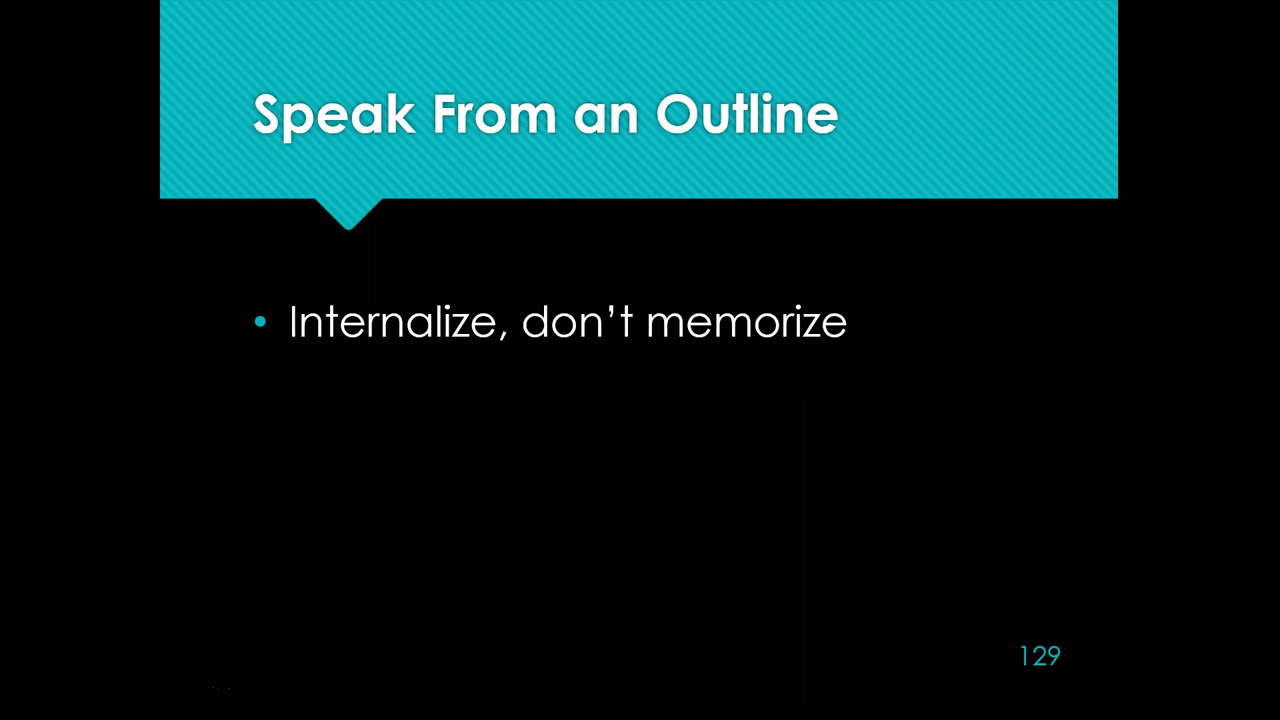 Speak From an Outline
• Internalize, don’t memorize
129